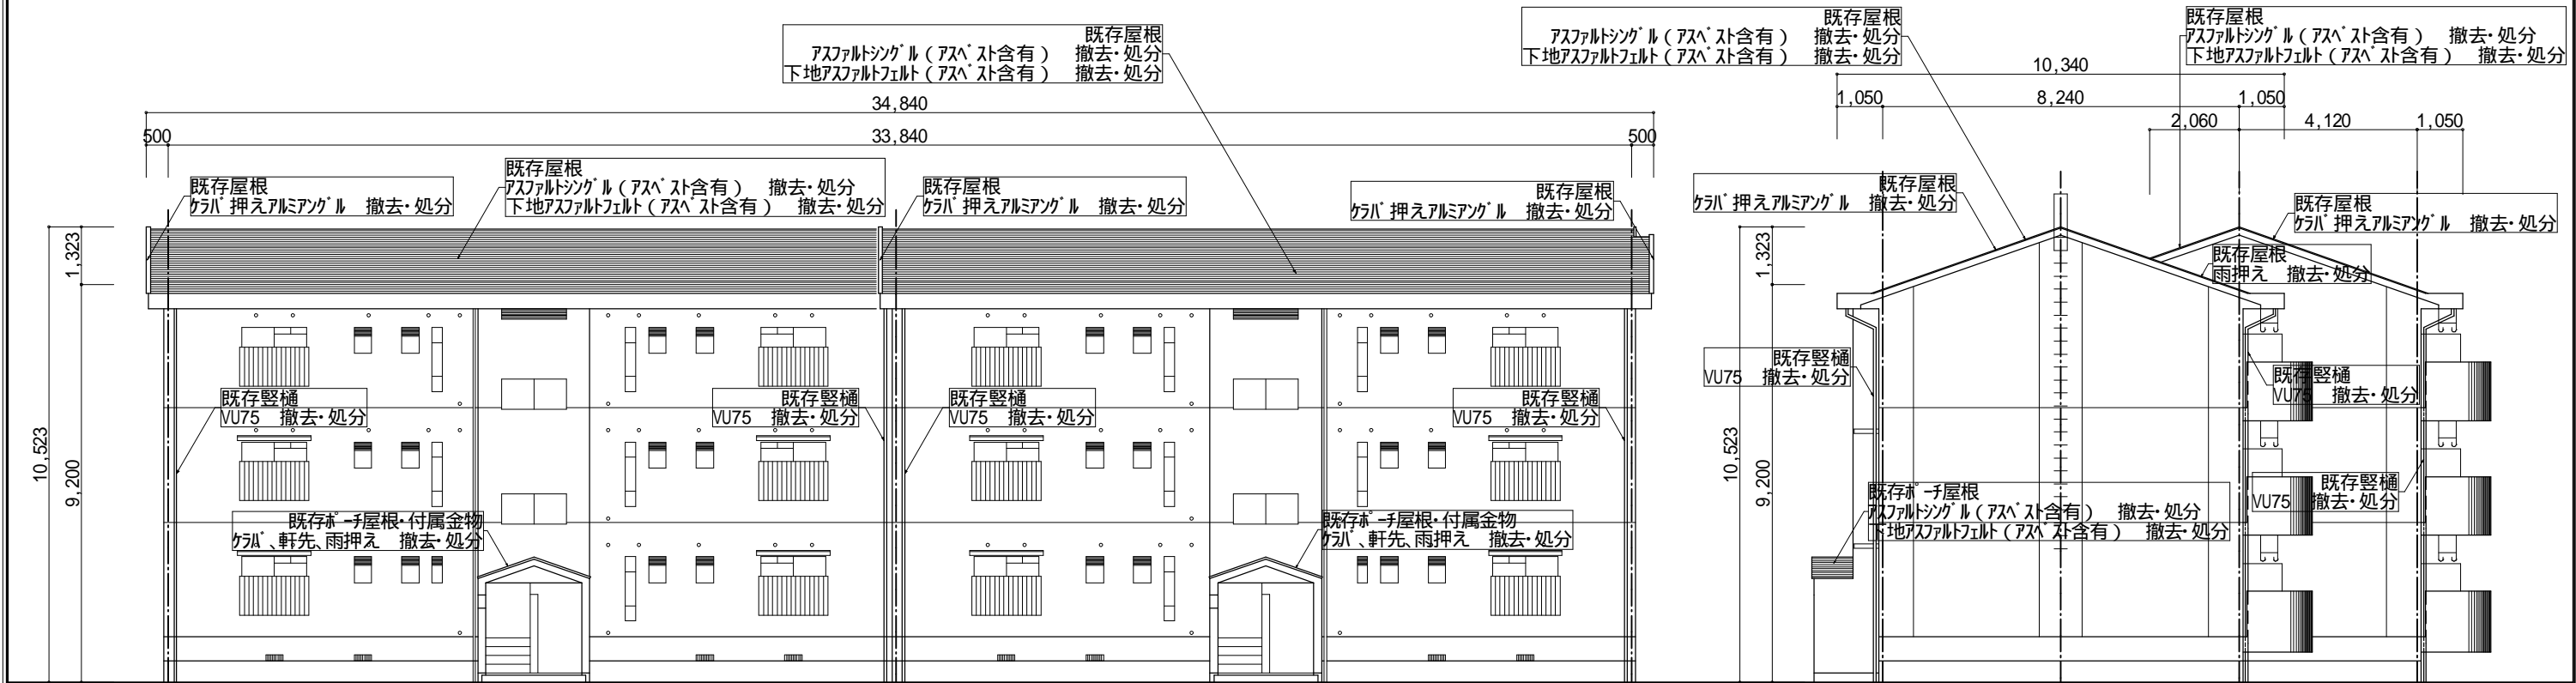 既存屋根
アスファルトシングル（アスベスト含有）　撤去・処分
下地アスファルトフェルト（アスベスト含有）　撤去・処分
既存屋根
アスファルトシングル（アスベスト含有）　撤去・処分
下地アスファルトフェルト（アスベスト含有）　撤去・処分
既存屋根
アスファルトシングル（アスベスト含有）　撤去・処分
下地アスファルトフェルト（アスベスト含有）　撤去・処分
34,840
500
33,840
500
10,340
1,050
8,240
1,050
2,060
4,120
1,050
既存屋根
ケラバ押えアルミアングル　撤去・処分
既存屋根
アスファルトシングル（アスベスト含有）　撤去・処分
下地アスファルトフェルト（アスベスト含有）　撤去・処分
既存屋根
ケラバ押えアルミアングル　撤去・処分
既存屋根
ケラバ押えアルミアングル　撤去・処分
既存屋根
ケラバ押えアルミアングル　撤去・処分
既存屋根
ケラバ押えアルミアングル　撤去・処分
既存屋根
雨押え　撤去・処分
1,323
10,523
9,200
1,323
10,523
9,200
既存竪樋
VU75　撤去・処分
既存竪樋
VU75　撤去・処分
既存竪樋
VU75　撤去・処分
既存竪樋
VU75　撤去・処分
既存竪樋
VU75　撤去・処分
既存竪樋
VU75　撤去・処分
既存竪樋
VU75　撤去・処分
既存ポーチ屋根・付属金物
ケラバ、軒先、雨押え　撤去・処分
既存ポーチ屋根・付属金物
ケラバ、軒先、雨押え　撤去・処分
既存ポーチ屋根
アスファルトシングル（アスベスト含有）　撤去・処分
下地アスファルトフェルト（アスベスト含有）　撤去・処分